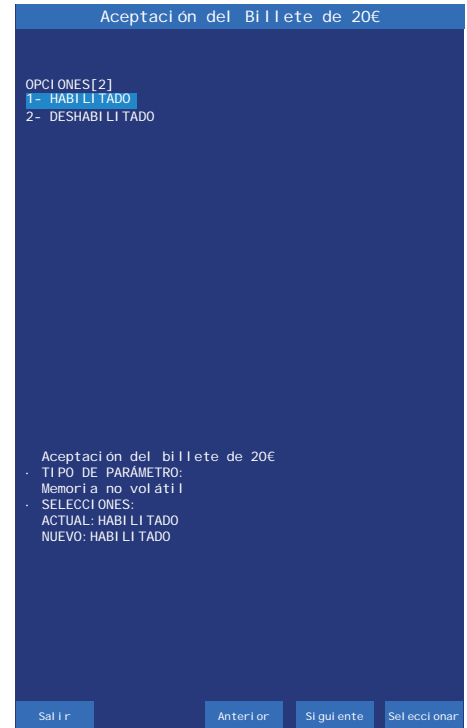 Aceptación del Billete de 20€
OPCIONES[2]
1- HABILITADO
2- DESHABILITADO
Aceptación del billete de 20€
· TIPO DE PARÁMETRO:
Memoria no volátil
· SELECCIONES:
ACTUAL:HABILITADO
NUEVO:HABILITADO
Salir Anterior Siguiente Seleccionar